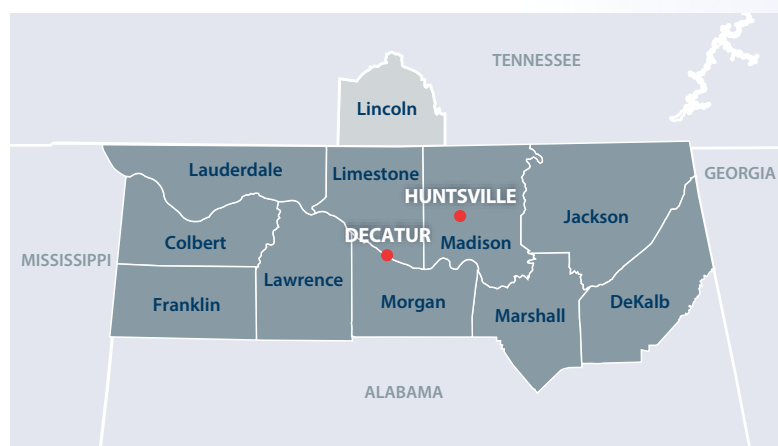 TENNESSEE
Lincoln
Lauderdale
Limestone
GEORGIA
HUNTSVILLE
Jackson
DECATUR
Colbert
Madison
MISSISSIPPI
Lawrence
Franklin
Morgan
DeKalb
Marshall
ALABAMA